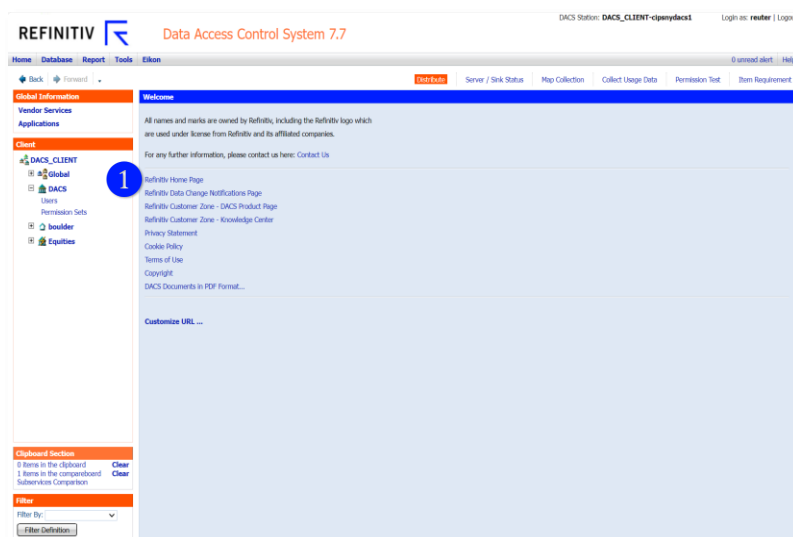 DACS Station: DACS_CLIENT-cipsnydacs1 Login as: reuter | Logou
REFINITIV Data Access Control System 7.7
Home Database Report Tools Eikon 0 unread alert Help
Back Forward Distribute Server / Sink Status Map Collection Collect Usage Data Permission Test Item Requirement
Global Information
Vendor Services
Applications
Client
DACS_CLIENT
Global
DACS
Users
Permission Sets
boulder
Equities
Welcome
All names and marks are owned by Refinitiv, including the Refinitiv logo which
are used under license from Refinitiv and its affiliated companies.
For any further information, please contact us here: Contact Us
1
Refinitiv Home Page
Refinitiv Data Change Notifications Page
Refinitiv Customer Zone - DACS Product Page
Refinitiv Customer Zone - Knowledge Center
Privacy Statement
Cookie Policy
Terms of Use
Copyright
DACS Documents in PDF Format...
Customize URL ...
Clipboard Section
0 items in the clipboard Clear
1 items in the compareboard Clear
Subservices Comparison
Filter
Filter By:
Filter Definition